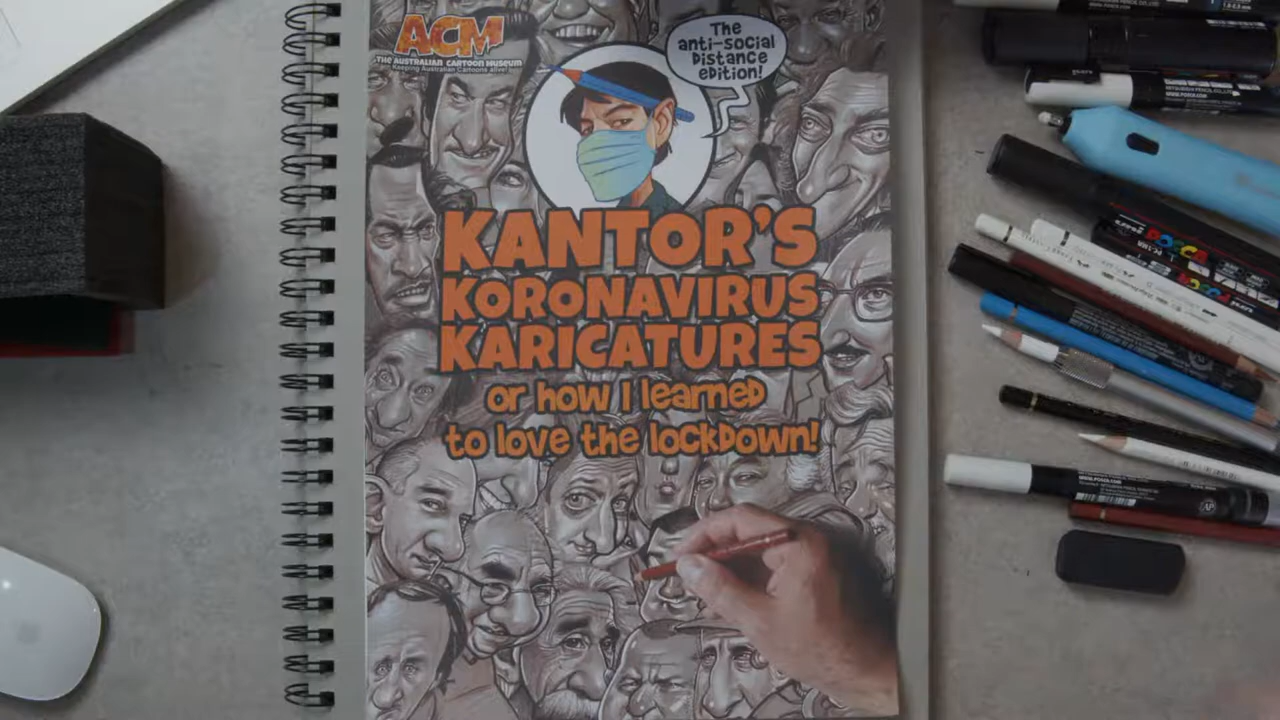 ACM
THE AUSTRALIAN CARTOON MUSEUM
Keeping Australian Cartoons alive!
The
anti-social
Distance
eDition!
KANTOR'S
KORONAVIRUS
KARICATURES
or how I learneD
to love the lockDown!
POSCA